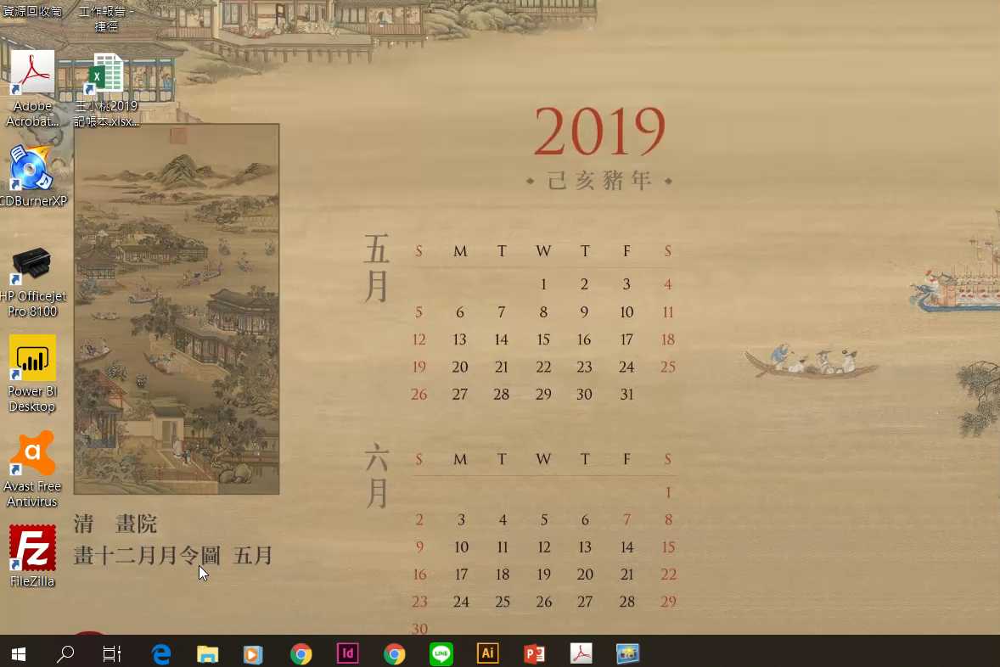 資源回收筒
工作報告 -
捷徑
Adobe
Acrobat...
王小桃2019
記帳本.xlsx...
CDBurnerXP
HP Officejet
Pro 8100
Power BI
Desktop
Avast Free
Antivirus
FileZilla
清 畫院
畫十二月月令圖 五月
2019
◆ 己亥豬年 ◆
五月
S M T W T F S
1 2 3 4
5 6 7 8 9 10 11
12 13 14 15 16 17 18
19 20 21 22 23 24 25
26 27 28 29 30 31
六月
S M T W T F S
1
2 3 4 5 6 7 8
9 10 11 12 13 14 15
16 17 18 19 20 21 22
23 24 25 26 27 28 29
30
Id
LINE
Ai